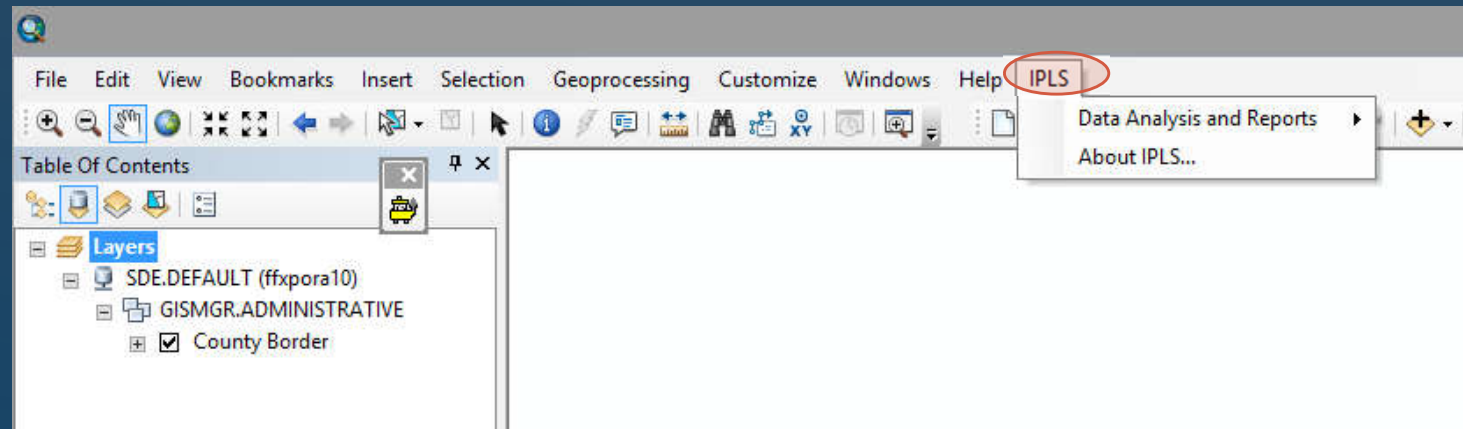 File Edit View Bookmarks Insert Selection Geoprocessing Customize Windows Help IPLS
Data Analysis and Reports
About IPLS...
Table Of Contents
Layers
SDE.DEFAULT (ffxpora10)
GISMGR.ADMINISTRATIVE
County Border